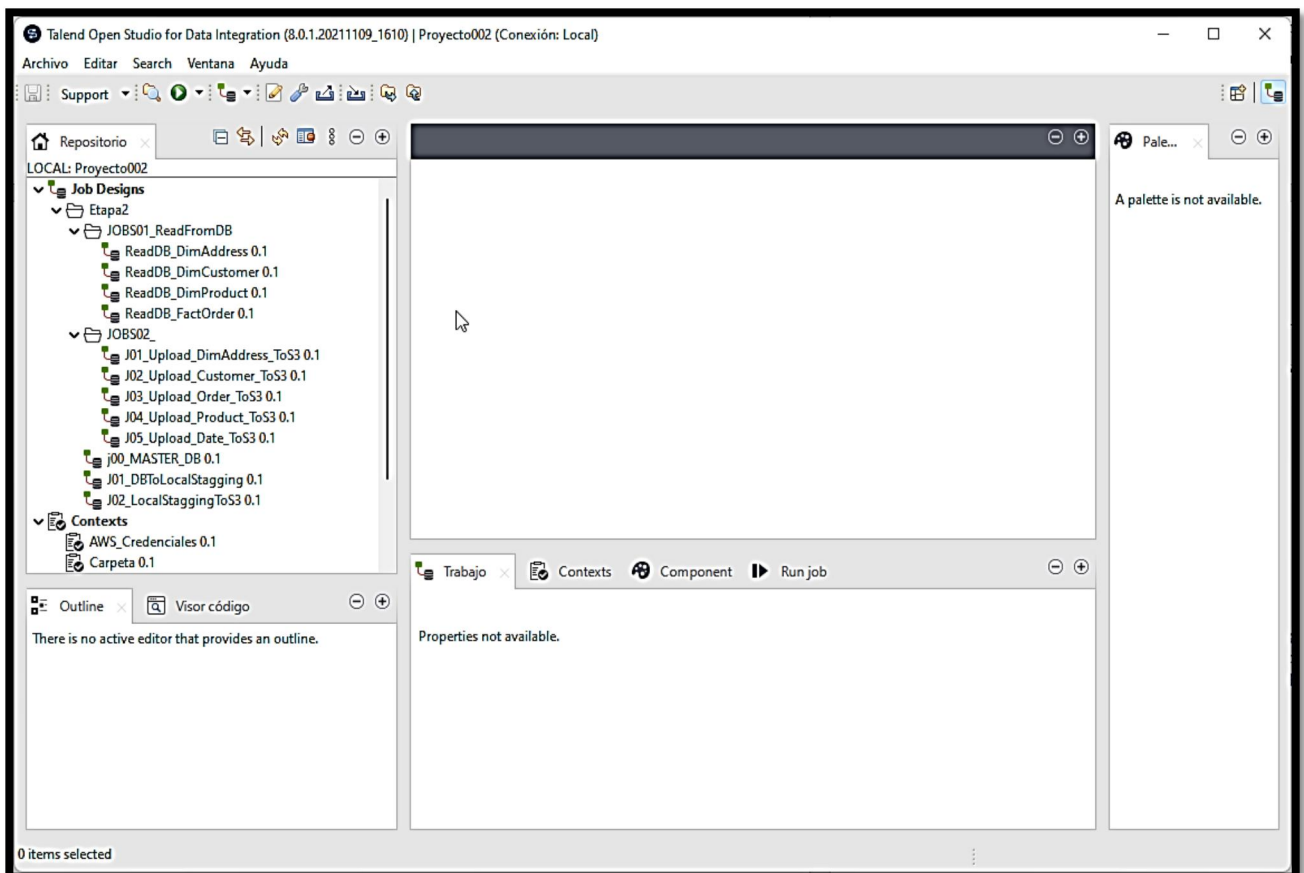 Talend Open Studio for Data Integration (8.0.1.20211109_1610) | Proyecto002 (Conexión: Local)
Archivo Editar Search Ventana Ayuda
Support
Repositorio
LOCAL: Proyecto002
Job Designs
Etapa2
JOBS01_ReadFromDB
ReadDB_DimAddress 0.1
ReadDB_DimCustomer 0.1
ReadDB_DimProduct 0.1
ReadDB_FactOrder 0.1
JOBS02_
J01_Upload_DimAddress_ToS3 0.1
J02_Upload_Customer_ToS3 0.1
J03_Upload_Order_ToS3 0.1
J04_Upload_Product_ToS3 0.1
J05_Upload_Date_ToS3 0.1
j00_MASTER_DB 0.1
J01_DBToLocalStagging 0.1
J02_LocalStaggingToS3 0.1
Contexts
AWS_Credenciales 0.1
Carpeta 0.1
Outline Visor código
There is no active editor that provides an outline.
Trabajo Contexts Component Run job
Properties not available.
Pale...
A palette is not available.
0 items selected